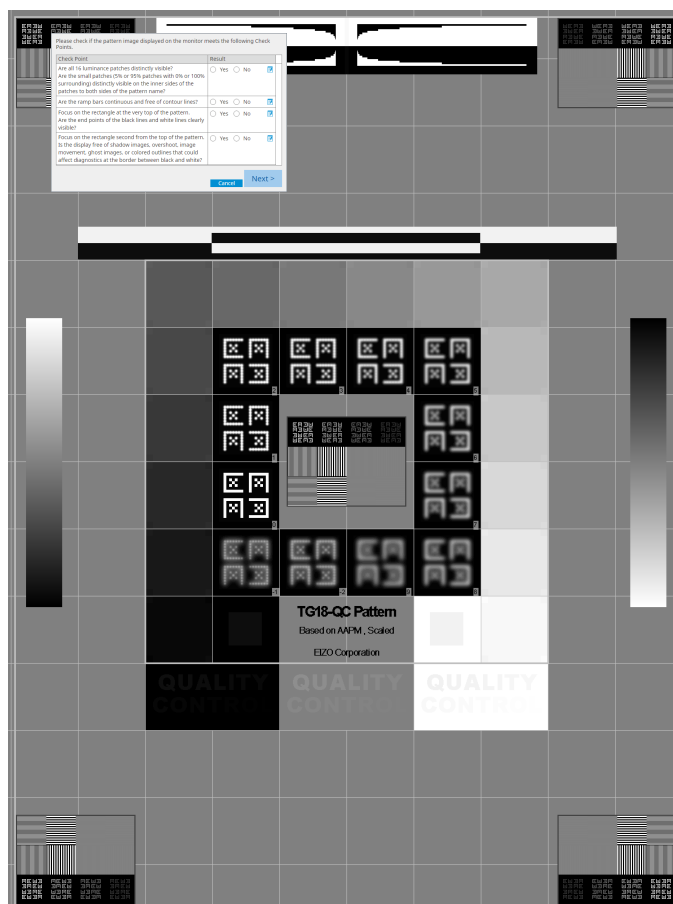 Please check if the pattern image displayed on the monitor meets the following Check
Points.
Check Point Result
Are all 16 luminance patches distinctly visible?
Are the small patches (5% or 95% patches with 0% or 100%
surrounding) distinctly visible on the inner sides of the
patches to both sides of the pattern name?
Yes No
Are the ramp bars continuous and free of contour lines?
Yes No
Focus on the rectangle at the very top of the pattern.
Are the end points of the black lines and white lines clearly
visible?
Yes No
Focus on the rectangle second from the top of the pattern.
Is the display free of shadow images, overshoot, image
movement, ghost images, or colored outlines that could
affect diagnostics at the border between black and white?
Yes No
Cancel Next >
TG18-QC Pattern
Based on AAPM , Scaled
EIZO Corporation
QUALITY QUALITY QUALITY
CONTROL CONTROL CONTROL